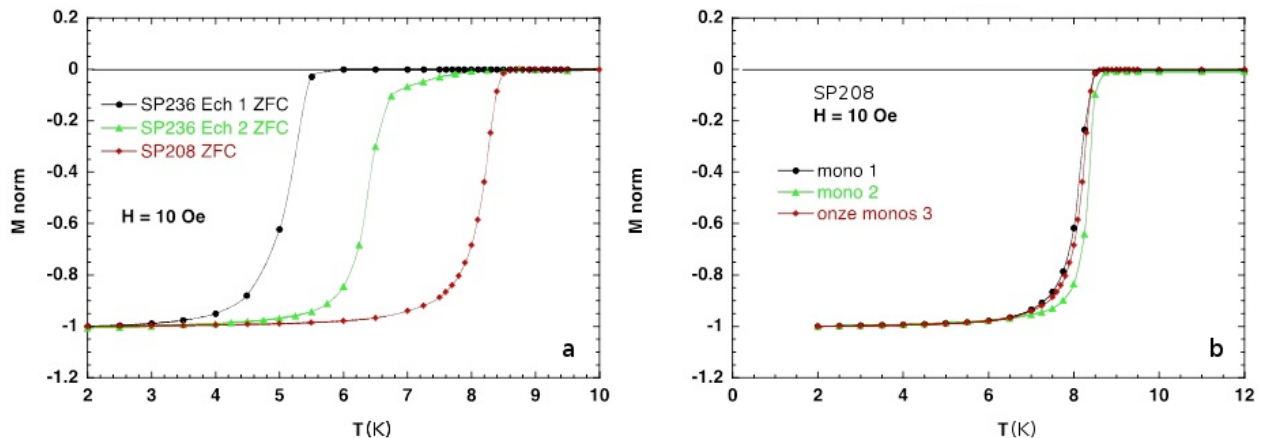 0.2
0
-0.2
-0.4
-0.6
-0.8
-1
-1.2
M norm
SP236 Ech 1 ZFC
SP236 Ech 2 ZFC
SP208 ZFC
H = 10 Oe
a
2 3 4 5 6 7 8 9 10
T(K)
0.2
0
-0.2
-0.4
-0.6
-0.8
-1
-1.2
M norm
SP208
H = 10 Oe
mono 1
mono 2
onze monos 3
b
0 2 4 6 8 10 12
T(K)